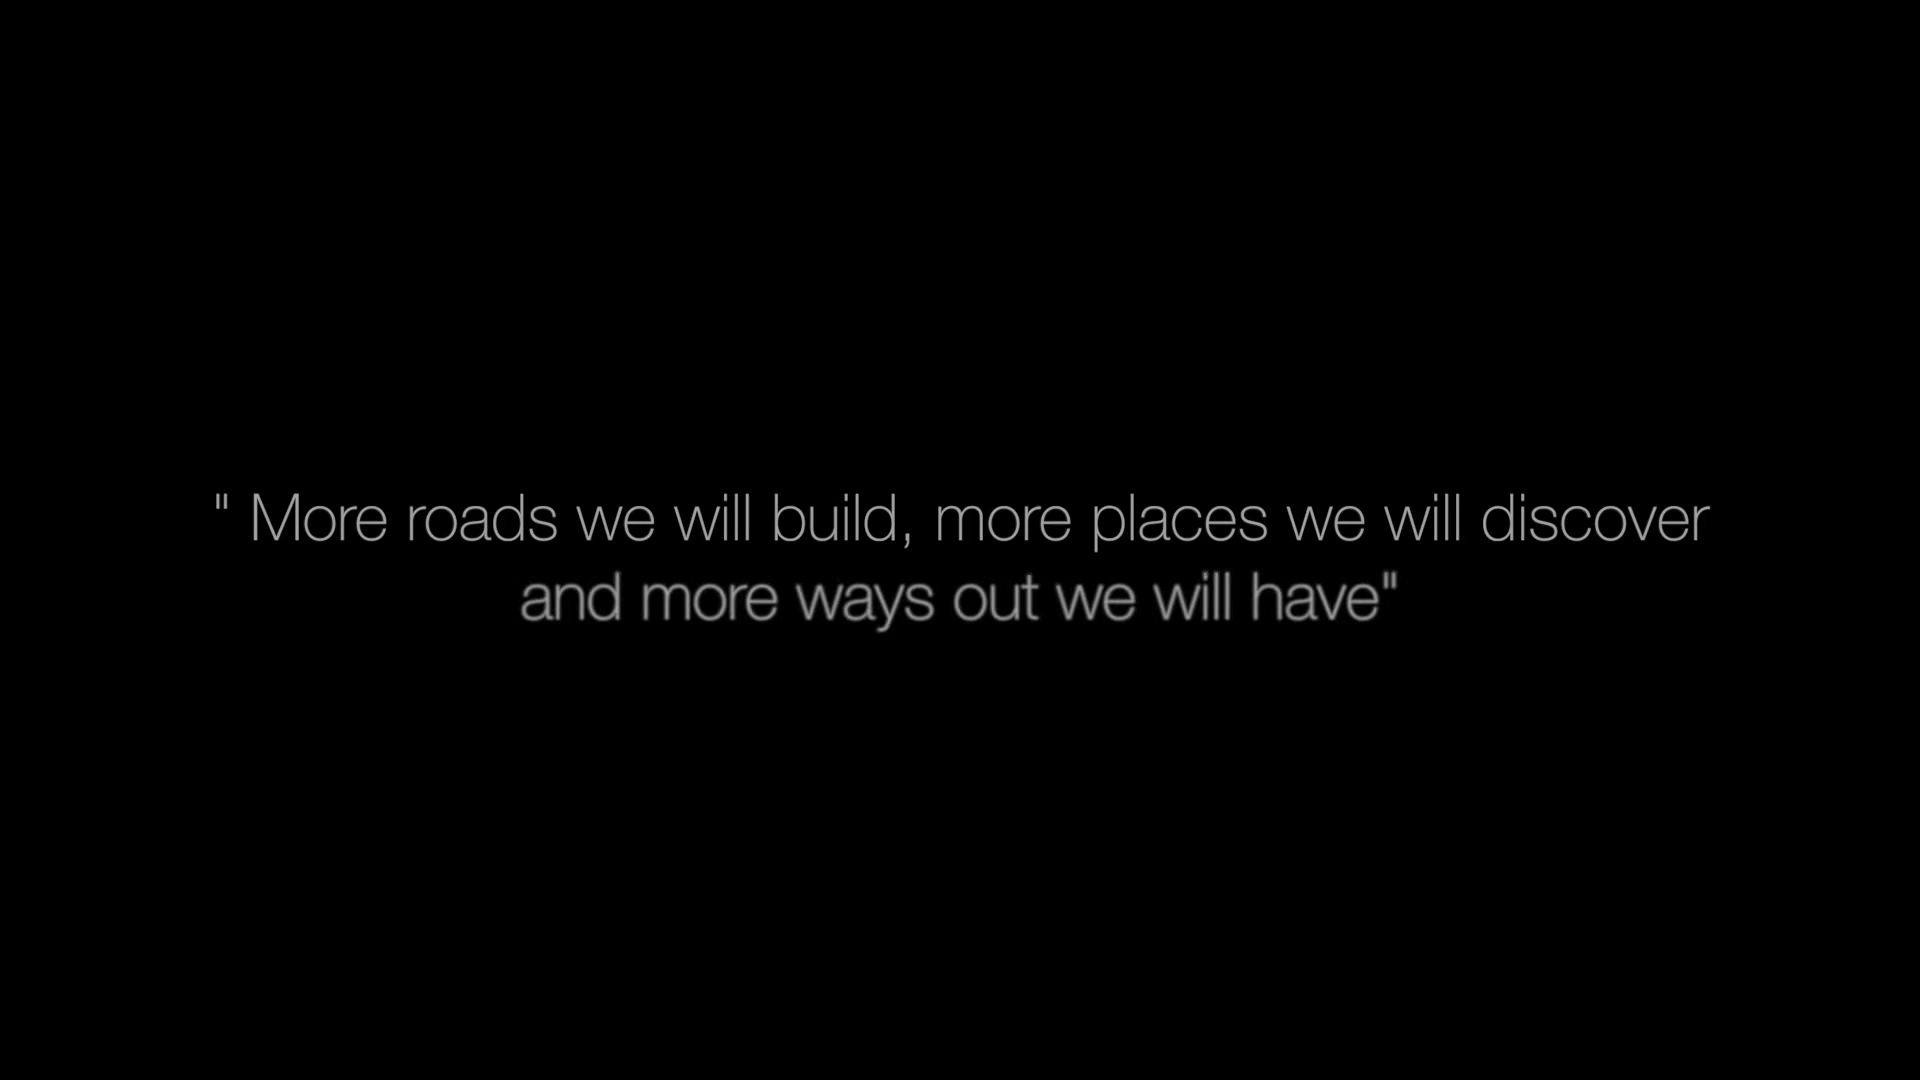 " More roads we will build, more places we will discover
and more ways out we will have"